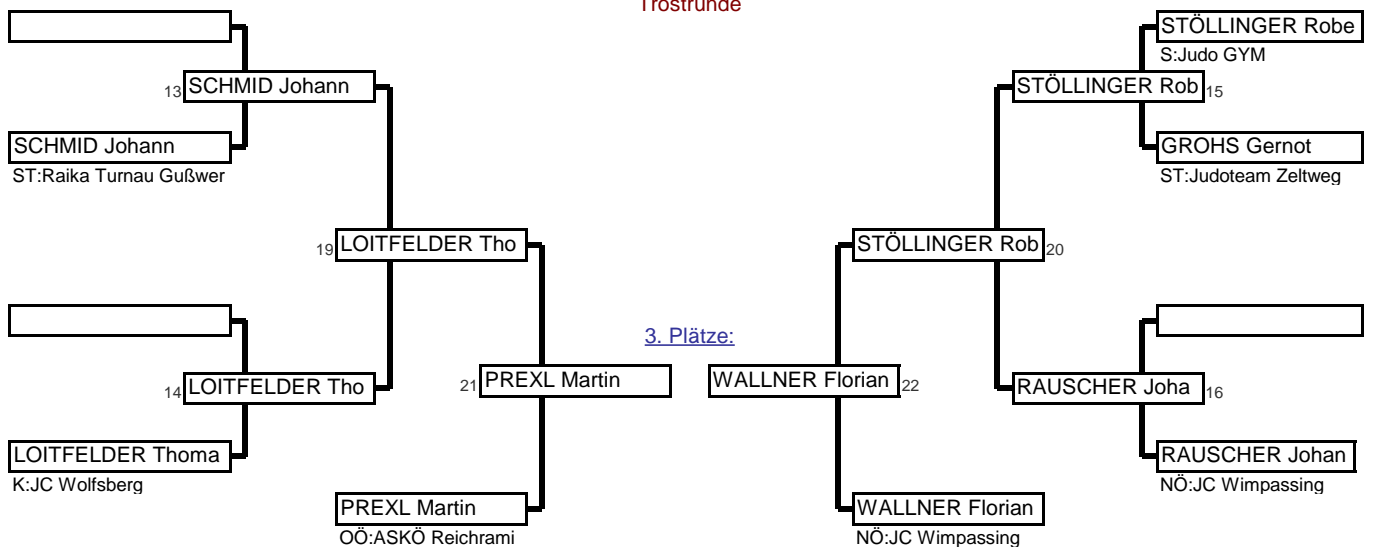 Trostrunde
STÖLLINGER Robe
S:Judo GYM
13 SCHMID Johann
STÖLLINGER Rob 15
SCHMID Johann
ST:Raika Turnau Gußwer
GROHS Gernot
ST:Judoteam Zeltweg
19 LOITFELDER Tho
STÖLLINGER Rob 20
3. Plätze:
14 LOITFELDER Tho
21 PREXL Martin
WALLNER Florian 22
RAUSCHER Joha 16
LOITFELDER Thoma
K:JC Wolfsberg
RAUSCHER Johan
NÖ:JC Wimpassing
PREXL Martin
OÖ:ASKÖ Reichrami
WALLNER Florian
NÖ:JC Wimpassing